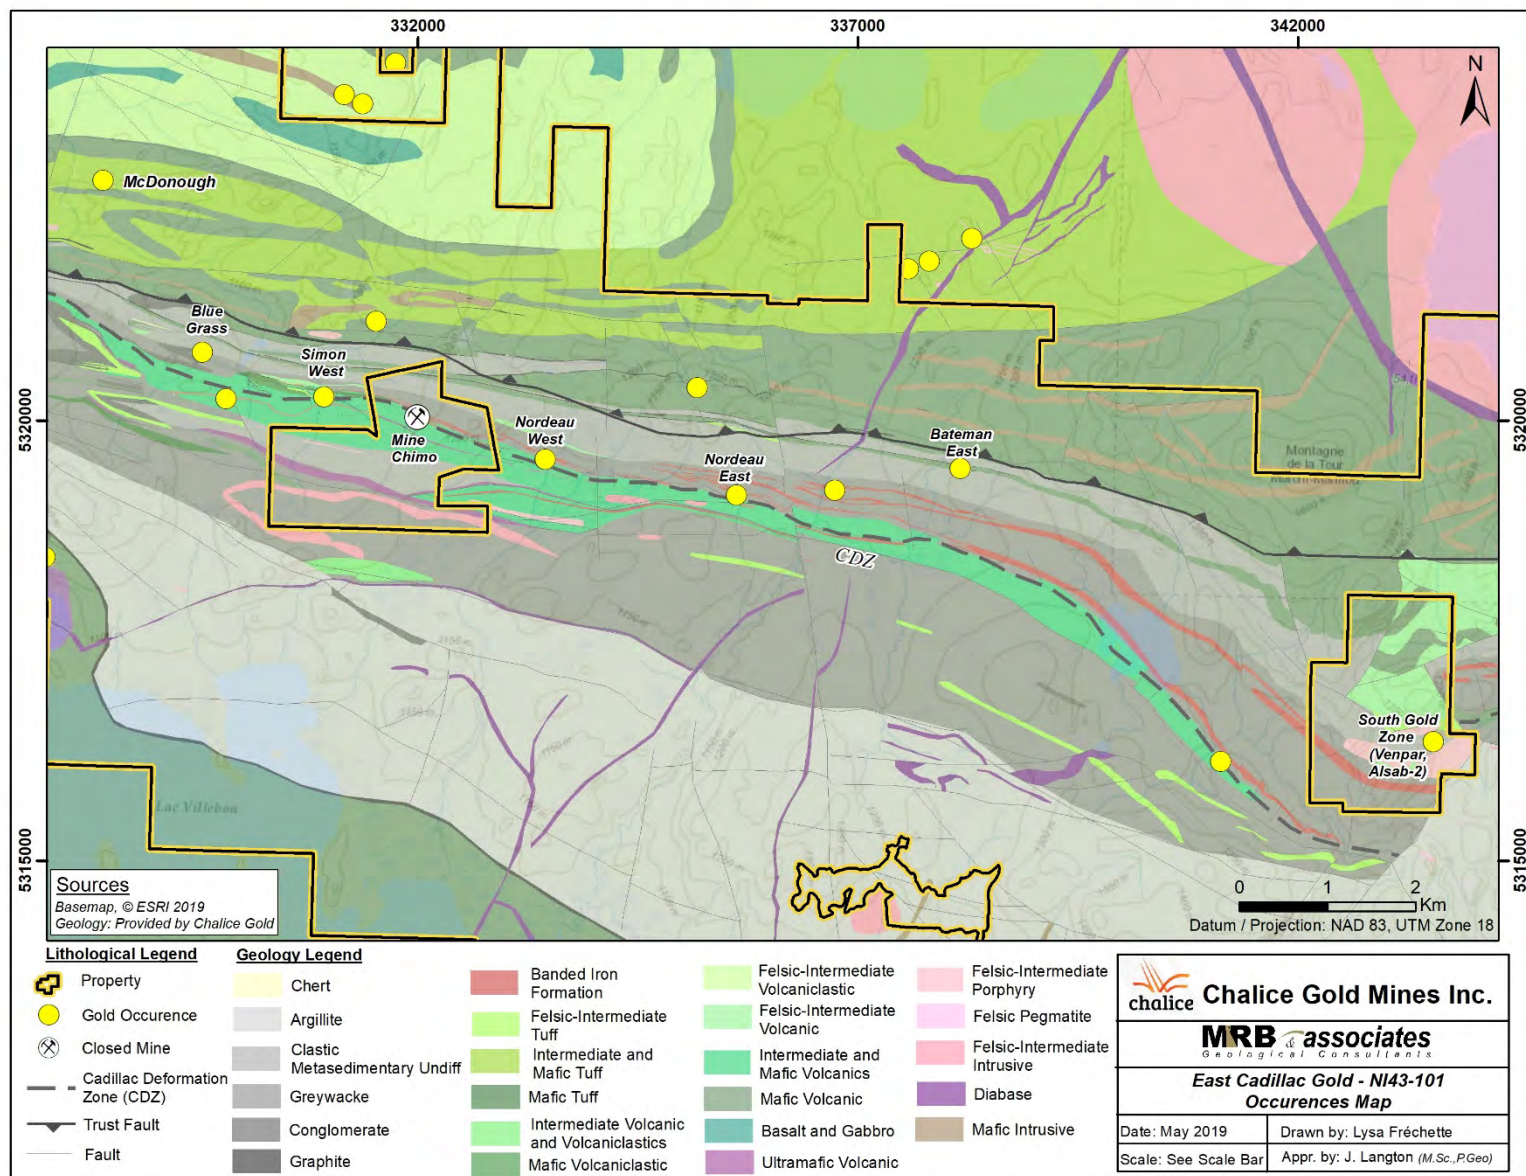 332000
337000
342000
N
McDonough
Blue
Grass
Simon
West
5320000
5320000
Mine
Chimo
Nordeau
West
Nordeau
East
Bateman
East
Montagne
de la Tour
CDZ
South Gold
Zone
(Venpar,
Alsab-2)
Lac Villebon
5315000
5315000
Sources
Basemap, © ESRI 2019
Geology: Provided by Chalice Gold
0 1 2
Km
Datum / Projection: NAD 83, UTM Zone 18
Lithological Legend
Property
Gold Occurence
Closed Mine
Cadillac Deformation
Zone (CDZ)
Trust Fault
Fault
Geology Legend
Chert
Argillite
Clastic
Metasedimentary Undiff
Greywacke
Conglomerate
Graphite
Banded Iron
Formation
Felsic-Intermediate
Tuff
Intermediate and
Mafic Tuff
Mafic Tuff
Intermediate Volcanic
and Volcaniclastics
Mafic Volcaniclastic
Felsic-Intermediate
Volcaniclastic
Felsic-Intermediate
Volcanic
Intermediate and
Mafic Volcanics
Mafic Volcanic
Basalt and Gabbro
Ultramafic Volcanic
Felsic-Intermediate
Porphyry
Felsic Pegmatite
Felsic-Intermediate
Intrusive
Diabase
Mafic Intrusive
chalice
Chalice Gold Mines Inc.
MRB & associates
Geological Consultants
East Cadillac Gold - NI43-101
Occurences Map
Date: May 2019
Drawn by: Lysa Fréchette
Scale: See Scale Bar
Appr. by: J. Langton (M.Sc.,P.Geo)